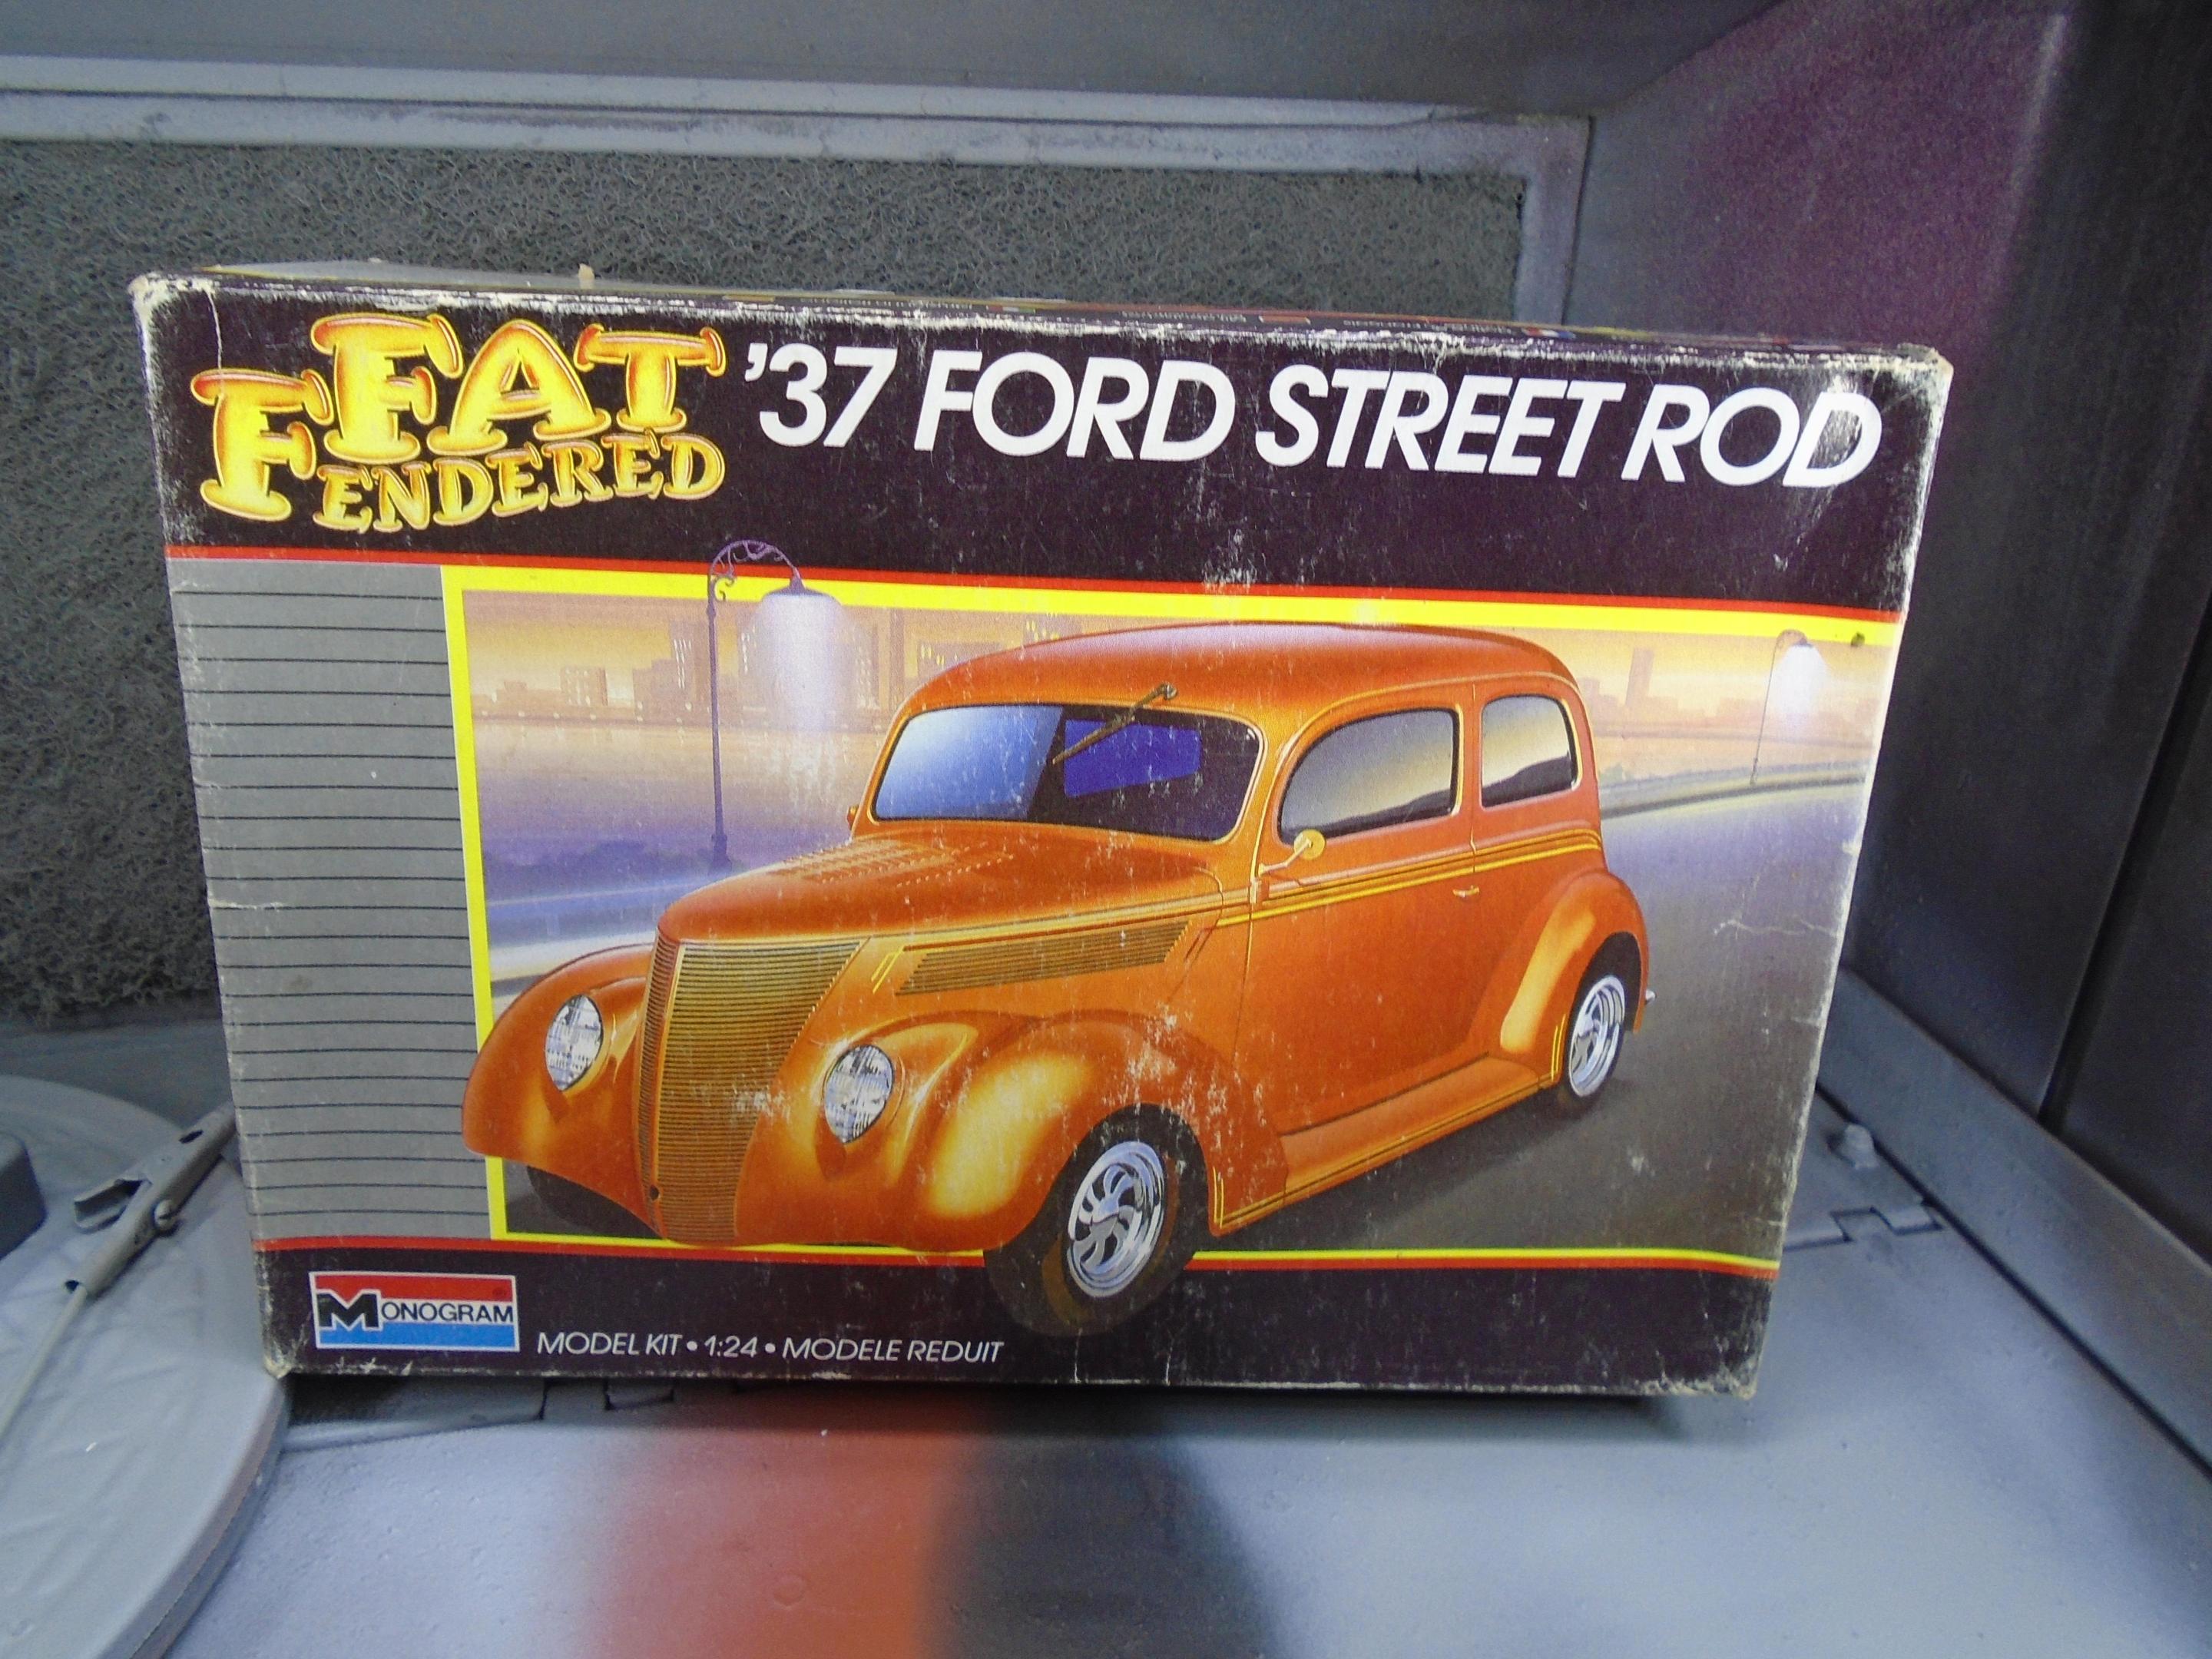 FAT
FENDERED
'37 FORD STREET ROD
MONOGRAM
MODEL KIT • 1:24 • MODELE REDUIT